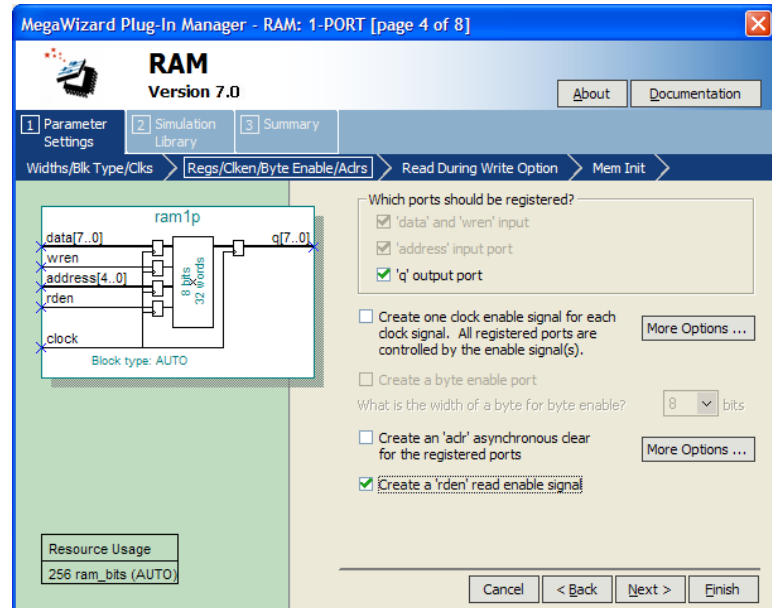 MegaWizard Plug-In Manager - RAM: 1-PORT [page 4 of 8]
RAM
Version 7.0
About
Documentation
1 Parameter Settings
2 Simulation Library
3 Summary
Widths/Blk Type/Clks
Regs/Clken/Byte Enable/Aclrs
Read During Write Option
Mem Init
ram1p
data[7..0]
q[7..0]
wren
address[4..0]
rden
clock
8 bits
32 words
Block type: AUTO
Which ports should be registered?
'data' and 'wren' input
'address' input port
'q' output port
Create one clock enable signal for each
clock signal. All registered ports are
controlled by the enable signal(s).
More Options ...
Create a byte enable port
What is the width of a byte for byte enable?
8
bits
Create an 'aclr' asynchronous clear
for the registered ports
More Options ...
Create a 'rden' read enable signal
Resource Usage
256 ram_bits (AUTO)
Cancel
< Back
Next >
Finish